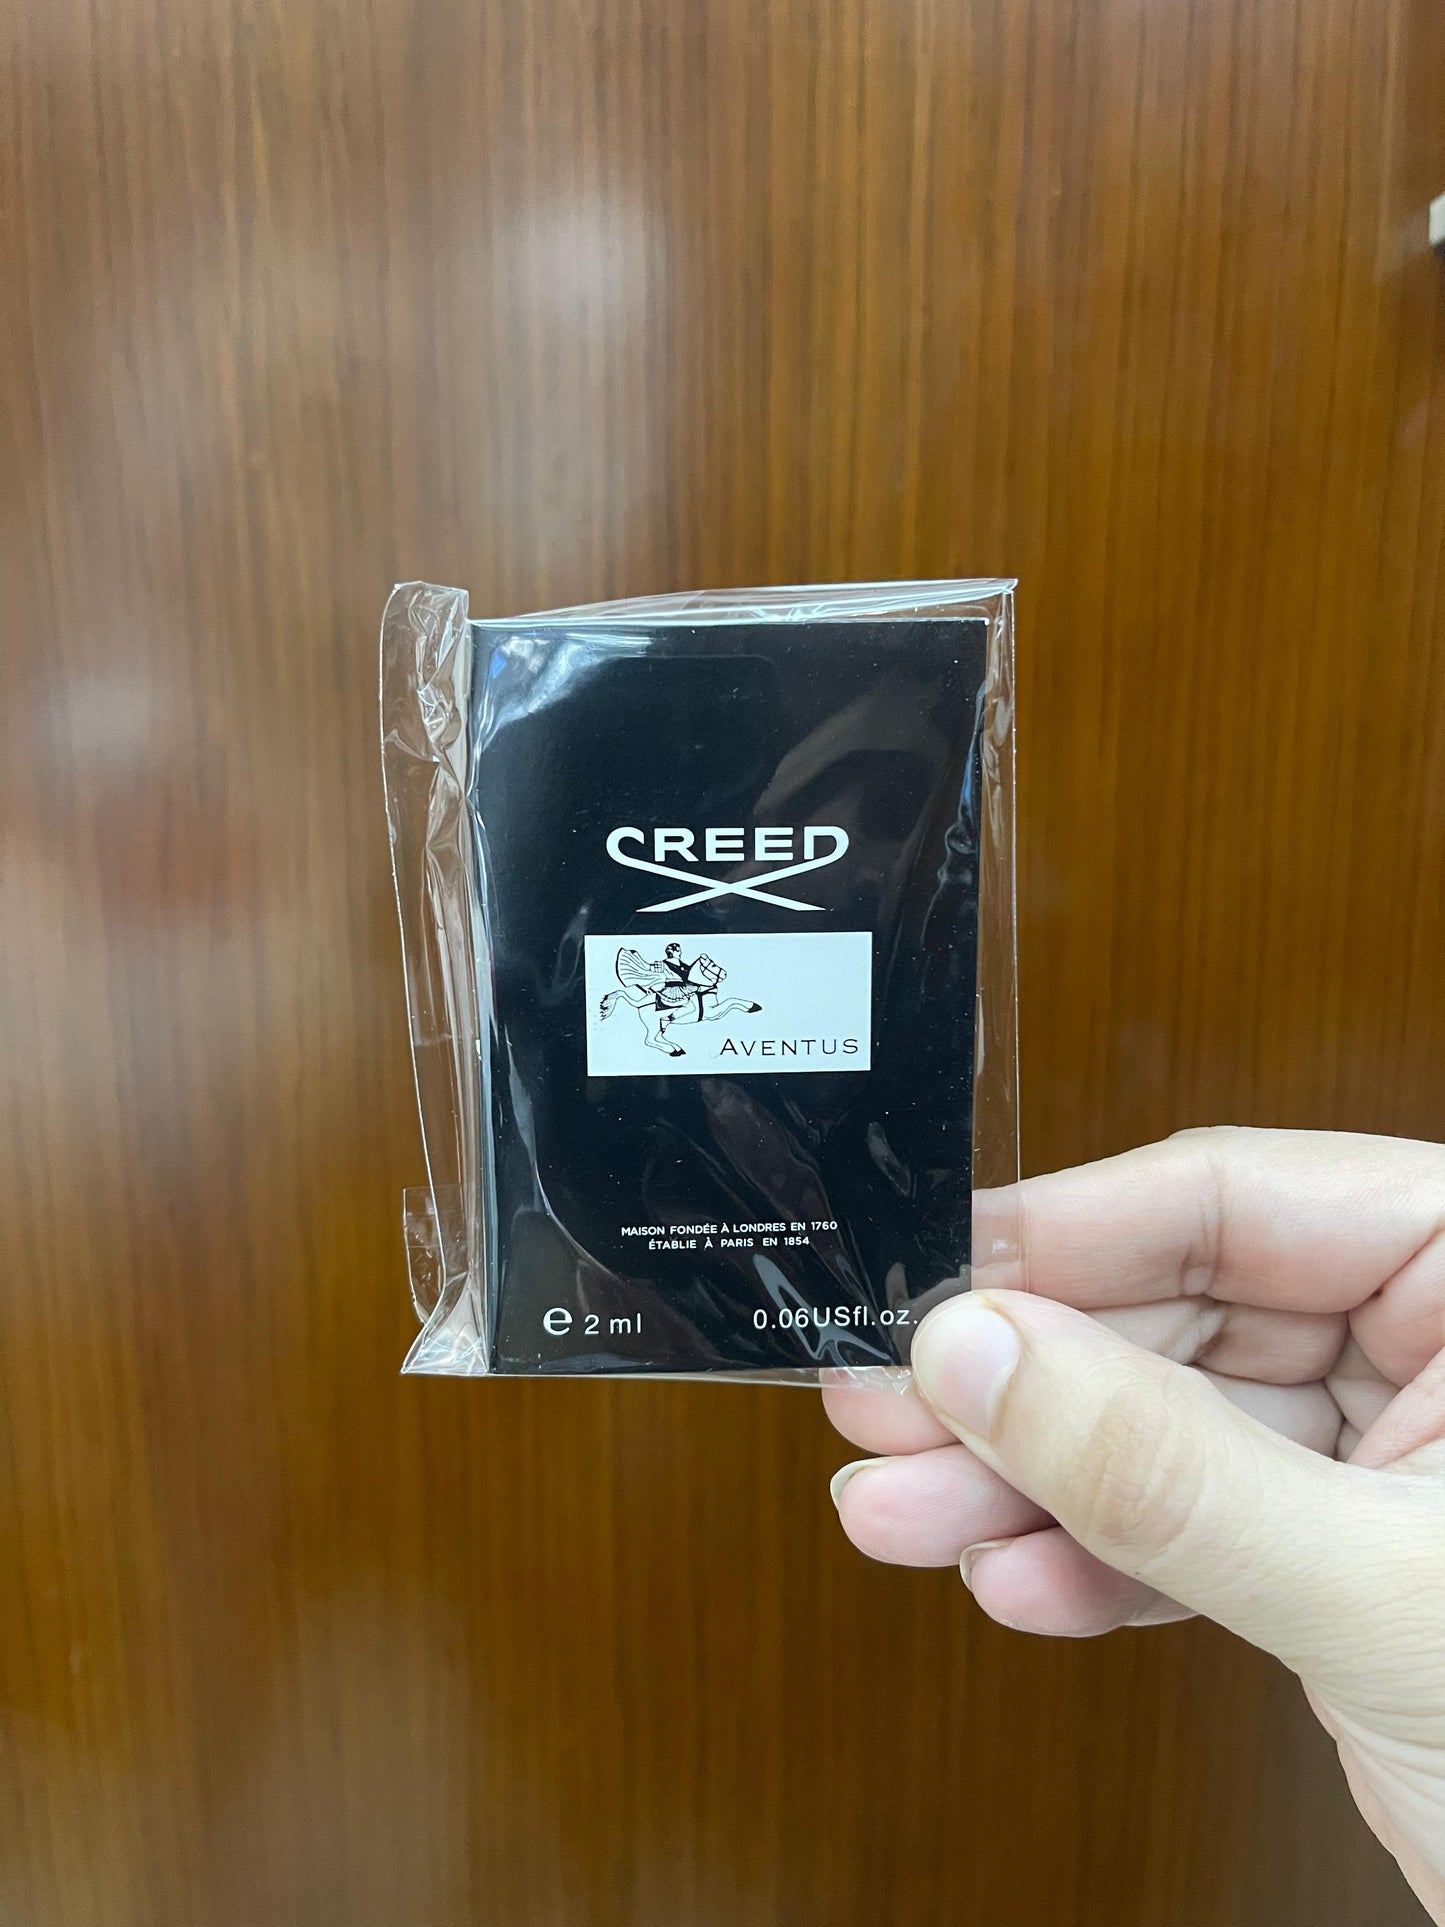 CREED
AVENTUS
MAISON FONDÉE À LONDRES EN 1760
ÉTABLIE À PARIS EN 1854
e 2 ml 0.06USfl.oz.